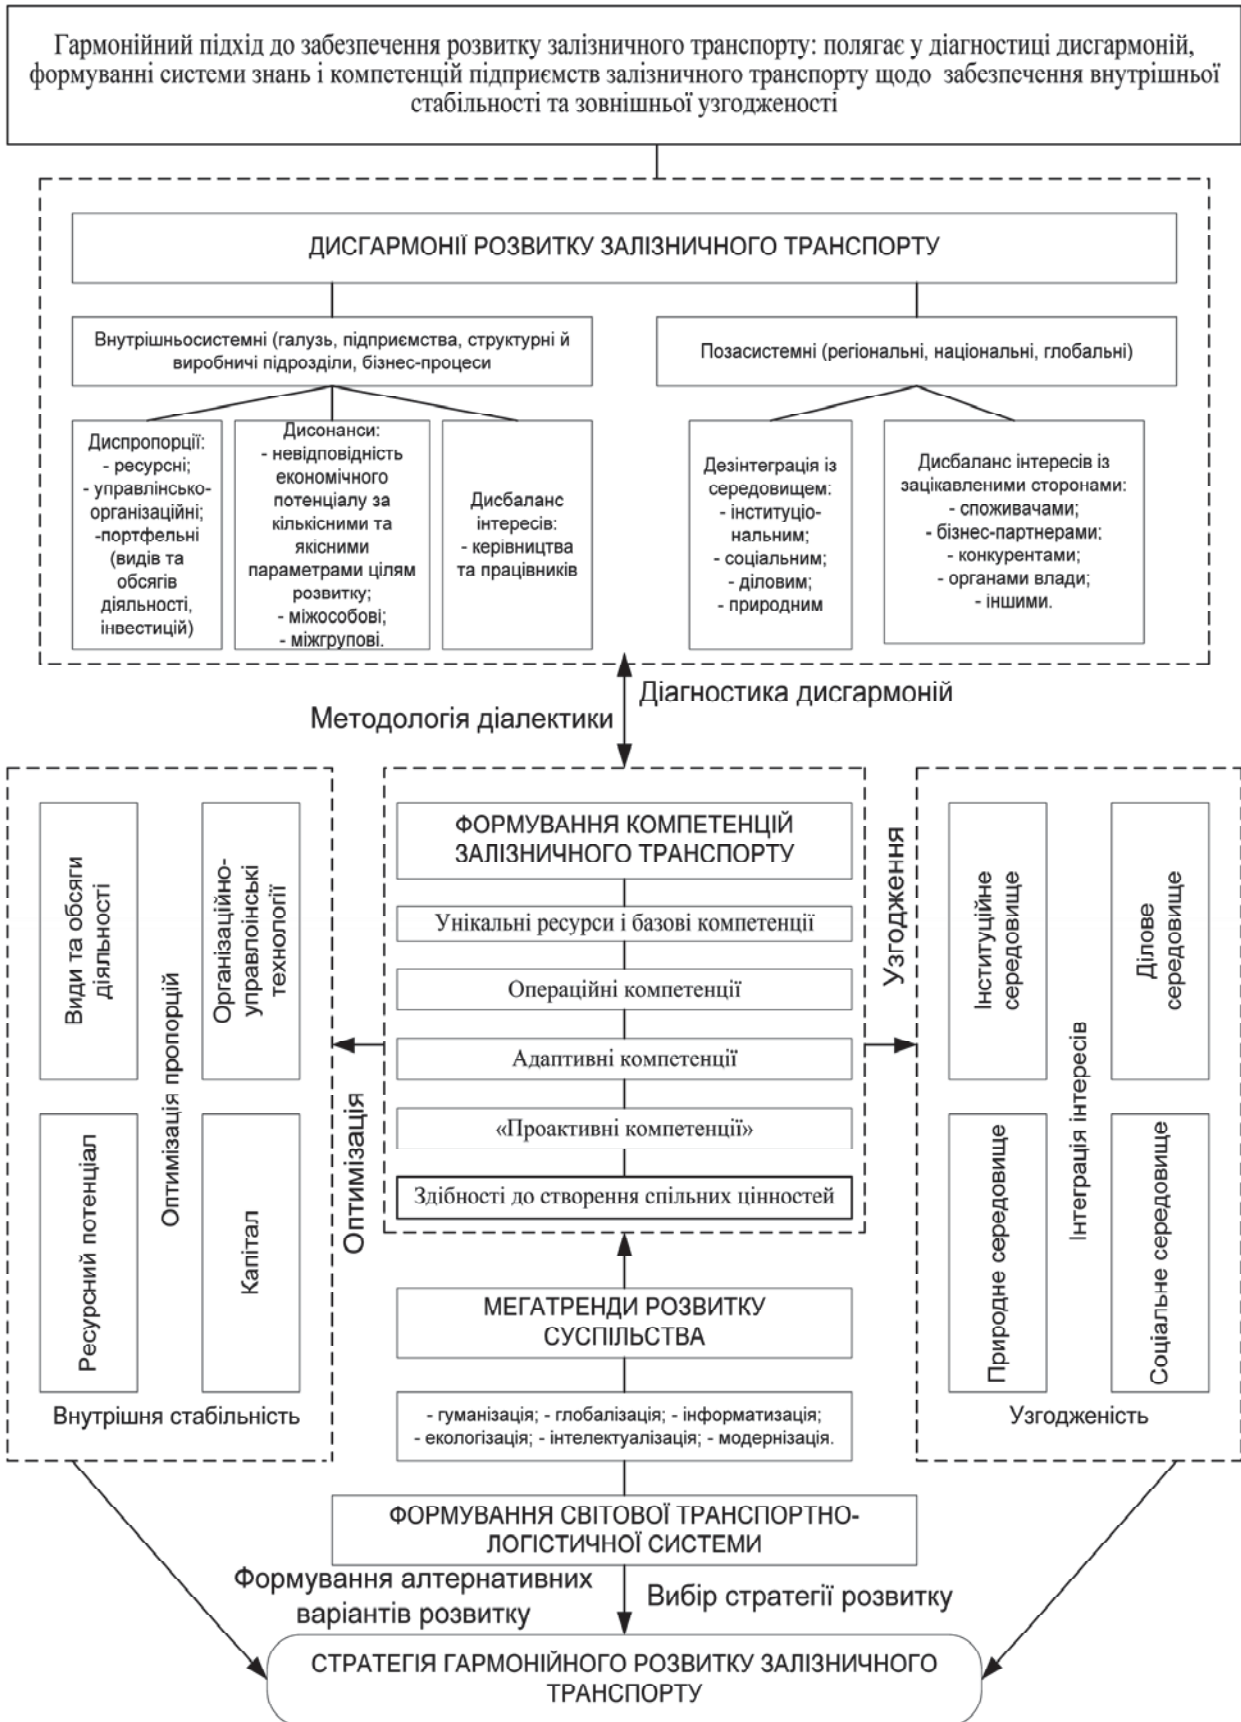 Гармонійний підхід до забезпечення розвитку залізничного транспорту: полягає у діагностиці дисгармоній,
формуванні системи знань і компетенцій підприємств залізничного транспорту щодо забезпечення внутрішньої
стабільності та зовнішньої узгодженості
ДИСГАРМОНІЇ РОЗВИТКУ ЗАЛІЗНИЧНОГО ТРАНСПОРТУ
Внутрішньосистемні (галузь, підприємства, структурні й
виробничі підрозділи, бізнес-процеси
Позасистемні (регіональні, національні, глобальні)
Диспропорції:
- ресурсні;
- управлінсько-
організаційні;
-портфельні
(видів та
обсягів
діяльності,
інвестицій)
Дисонанси:
- невідповідність
економічного
потенціалу за
кількісними та
якісними
параметрами цілям
розвитку;
- міжособові;
- міжгрупові.
Дисбаланс
інтересів:
- керівництва
та працівників
Дезінтеграція із
середовищем:
- інституціо-
нальним;
- соціальним;
- діловим;
- природним
Дисбаланс інтересів із
зацікавленими сторонами:
- споживачами;
- бізнес-партнерами;
- конкурентами;
- органами влади;
- іншими.
Діагностика дисгармоній
Методологія діалектики
Види та обсяги
діяльності
Організаційно-
управлоінські
технології
Оптимізація пропорцій
Ресурсний потенціал
Капітал
Внутрішня стабільність
Оптимізація
ФОРМУВАННЯ КОМПЕТЕНЦІЙ
ЗАЛІЗНИЧНОГО ТРАНСПОРТУ
Унікальні ресурси і базові компетенції
Операційні компетенції
Адаптивні компетенції
«Проактивні компетенції»
Здібності до створення спільних цінностей
Узгодження
Інституційне
середовище
Ділове
середовище
Інтеграція інтересів
Природне середовище
Соціальне середовище
Узгодженість
МЕГАТРЕНДИ РОЗВИТКУ
СУСПІЛЬСТВА
- гуманізація; - глобалізація; - інформатизація;
- екологізація; - інтелектуалізація; - модернізація.
ФОРМУВАННЯ СВІТОВОЇ ТРАНСПОРТНО-
ЛОГІСТИЧНОЇ СИСТЕМИ
Формування алтернативних
варіантів розвитку
Вибір стратегії розвитку
СТРАТЕГІЯ ГАРМОНІЙНОГО РОЗВИТКУ ЗАЛІЗНИЧНОГО
ТРАНСПОРТУ